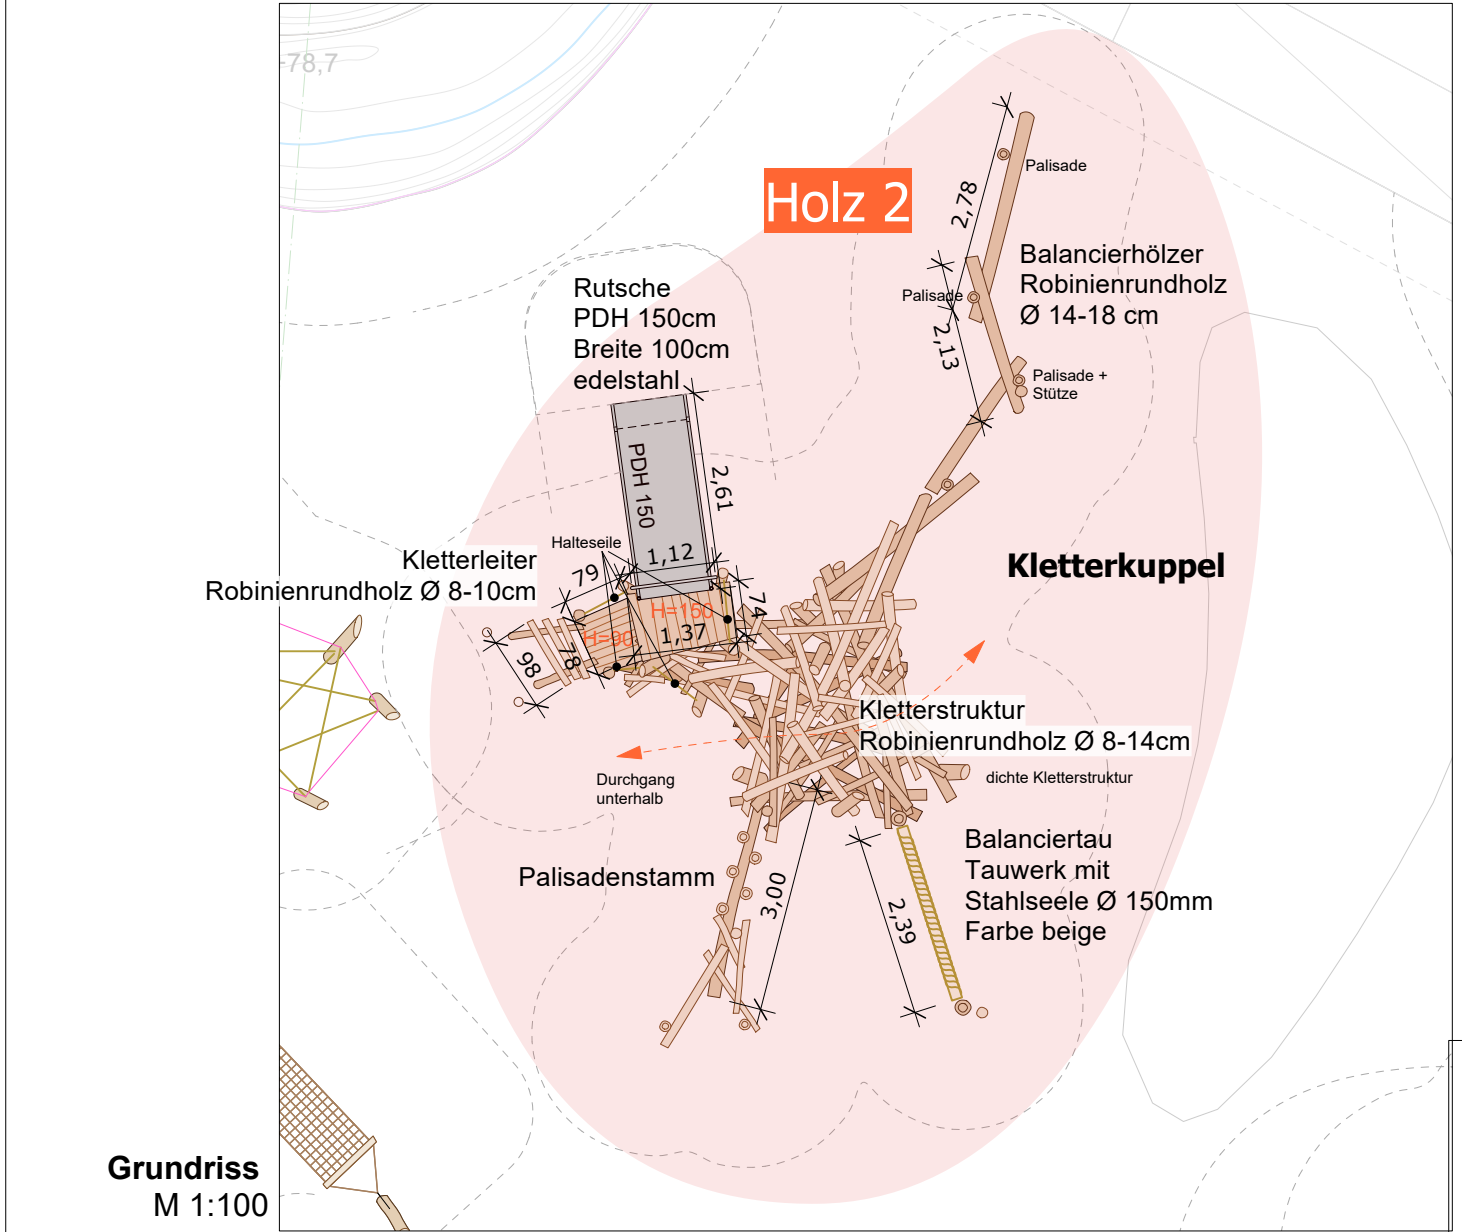 -78,7
Holz 2
Palisade
2,78
Balancierhölzer
Robinienrundholz
Ø 14-18 cm
Palisade
2,13
Palisade +
Stütze
Rutsche
PDH 150cm
Breite 100cm
edelstahl
PDH 150
2,61
Halteseile
1,12
Kletterleiter
Robinienrundholz Ø 8-10cm
79
74
H=150
H=90
1,37
78
98
Kletterkuppel
Kletterstruktur
Robinienrundholz Ø 8-14cm
dichte Kletterstruktur
Durchgang
unterhalb
Balanciertau
Tauwerk mit
Stahlseele Ø 150mm
Farbe beige
Palisadenstamm
3,00
2,39
Grundriss
M 1:100